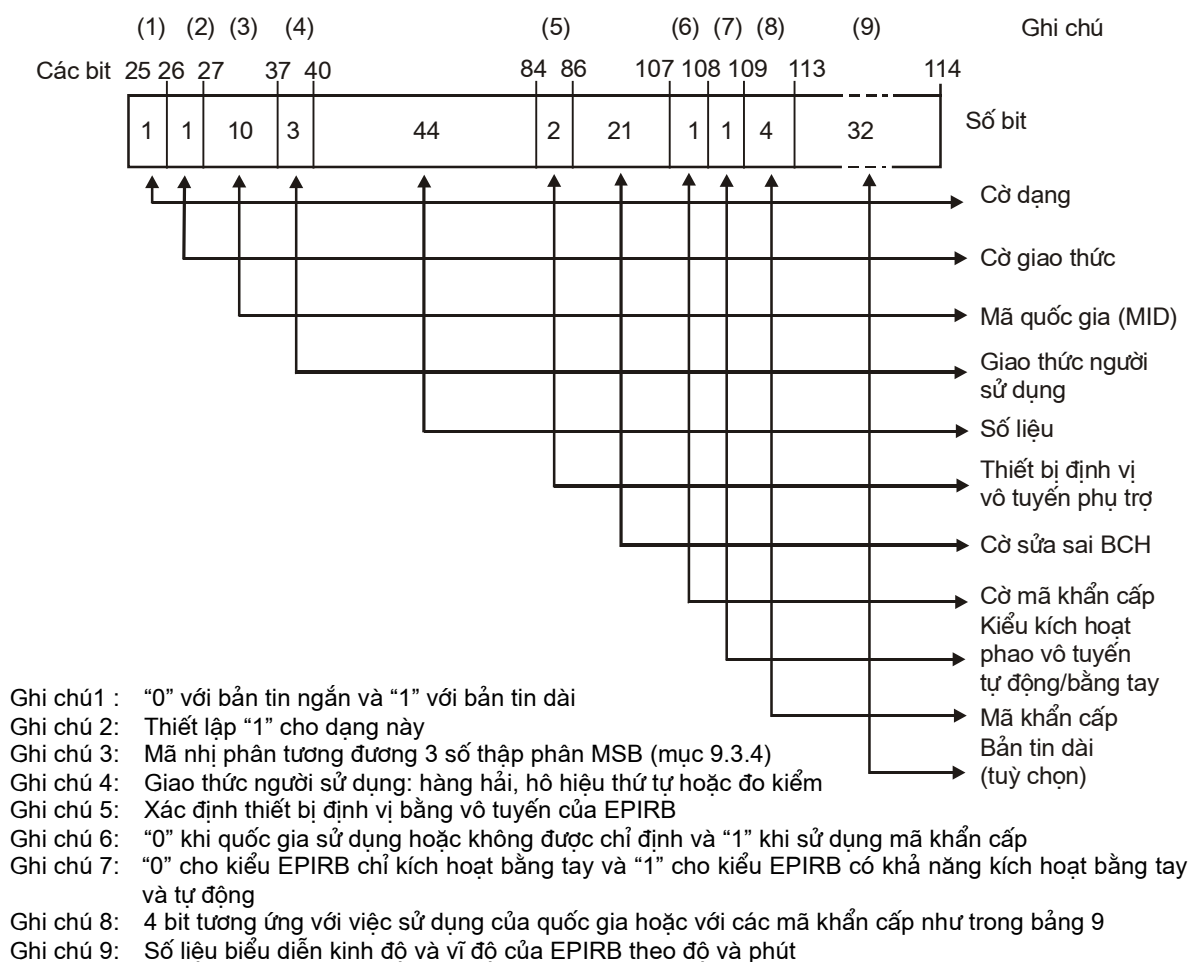 (1) (2) (3) (4) (5) (6) (7) (8) (9) Ghi chú
Các bit 25 26 27 37 40 84 86 107 108 109 113 114
1 1 10 3 44 2 21 1 1 4 32 Số bit
Cờ dạng
Cờ giao thức
Mã quốc gia (MID)
Giao thức người
sử dụng
Số liệu
Thiết bị định vị
vô tuyến phụ trợ
Cờ sửa sai BCH
Cờ mã khẩn cấp
Kiểu kích hoạt
phao vô tuyến
tự động/bằng tay
Mã khẩn cấp
Bản tin dài
(tuỳ chọn)
Ghi chú1 : “0” với bản tin ngắn và “1” với bản tin dài
Ghi chú 2: Thiết lập “1” cho dạng này
Ghi chú 3: Mã nhị phân tương đương 3 số thập phân MSB (mục 9.3.4)
Ghi chú 4: Giao thức người sử dụng: hàng hải, hô hiệu thứ tự hoặc đo kiểm
Ghi chú 5: Xác định thiết bị định vị bằng vô tuyến của EPIRB
Ghi chú 6: “0” khi quốc gia sử dụng hoặc không được chỉ định và “1” khi sử dụng mã khẩn cấp
Ghi chú 7: “0” cho kiểu EPIRB chỉ kích hoạt bằng tay và “1” cho kiểu EPIRB có khả năng kích hoạt bằng tay
và tự động
Ghi chú 8: 4 bit tương ứng với việc sử dụng của quốc gia hoặc với các mã khẩn cấp như trong bảng 9
Ghi chú 9: Số liệu biểu diễn kinh độ và vĩ độ của EPIRB theo độ và phút